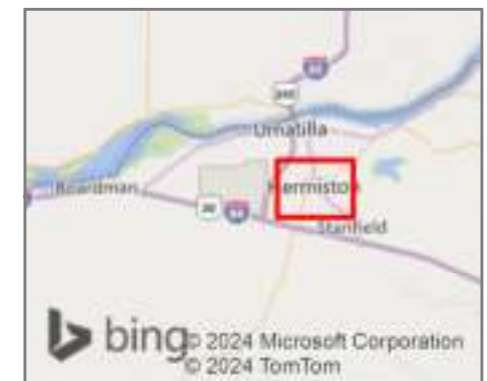 Umatilla
Boardman
Hermiston
Stanfield
bing
© 2024 Microsoft Corporation
© 2024 TomTom